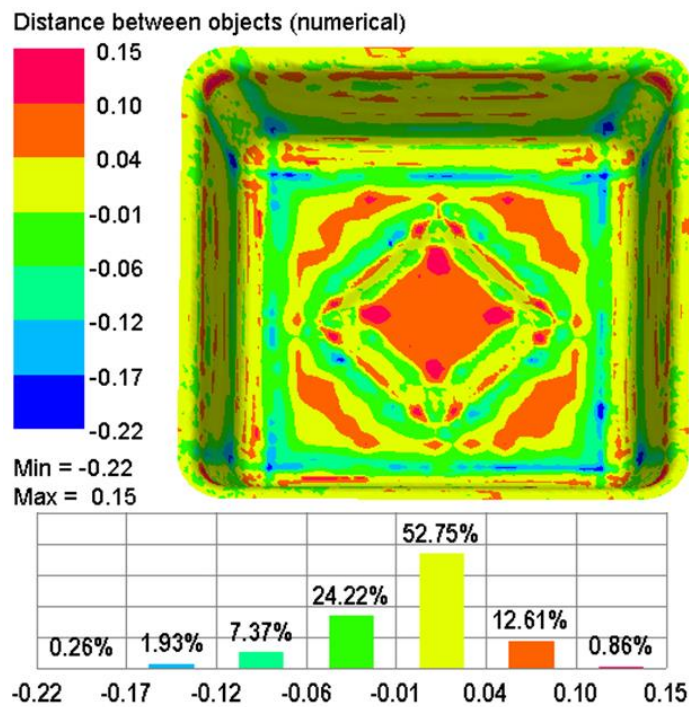 Distance between objects (numerical)
0.15
0.10
0.04
-0.01
-0.06
-0.12
-0.17
-0.22
Min = -0.22
Max = 0.15
0.26% 1.93% 7.37% 24.22% 52.75% 12.61% 0.86%
-0.22 -0.17 -0.12 -0.06 -0.01 0.04 0.10 0.15